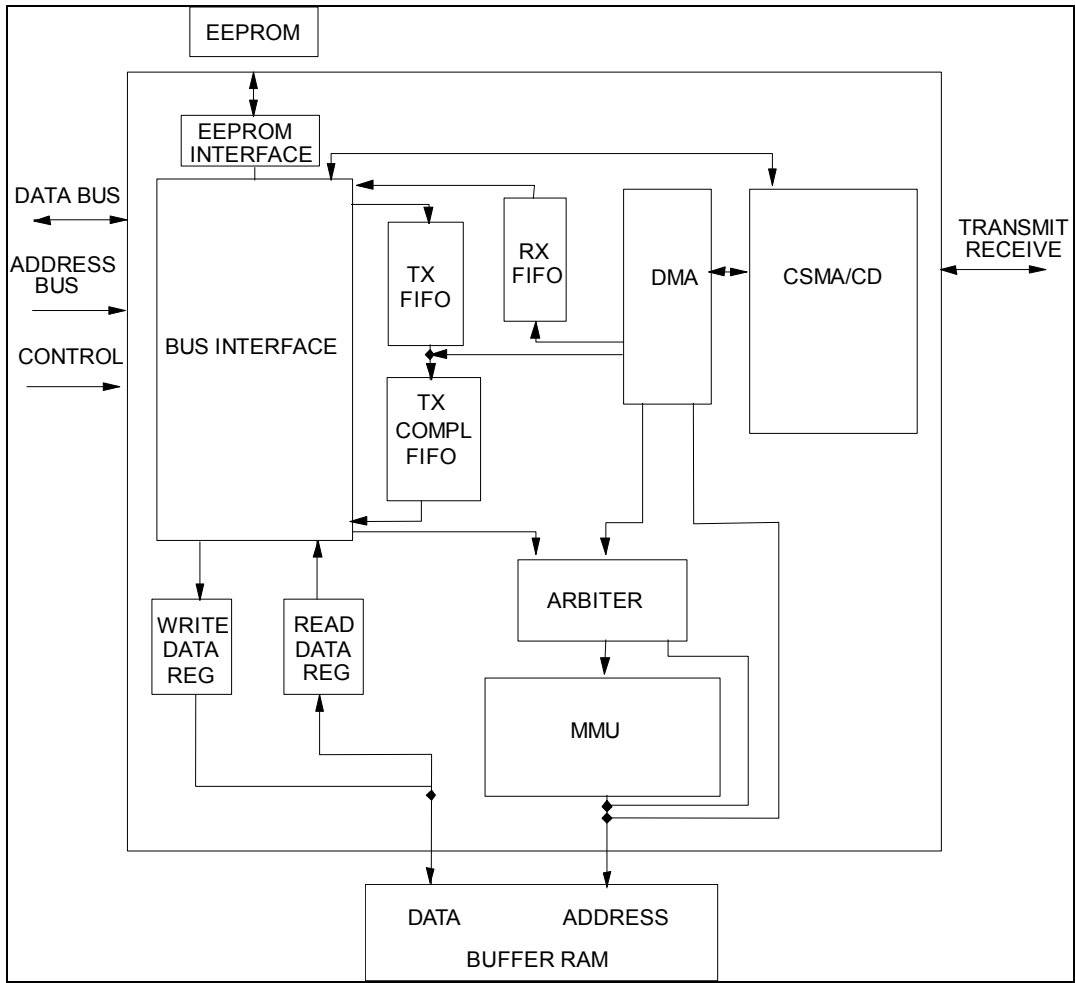 EEPROM
EEPROM
INTERFACE
DATA BUS
ADDRESS
BUS
CONTROL
BUS INTERFACE
TX
FIFO
RX
FIFO
DMA
CSMA/CD
TRANSMIT
RECEIVE
TX
COMPL
FIFO
WRITE
DATA
REG
READ
DATA
REG
ARBITER
MMU
DATA
ADDRESS
BUFFER RAM